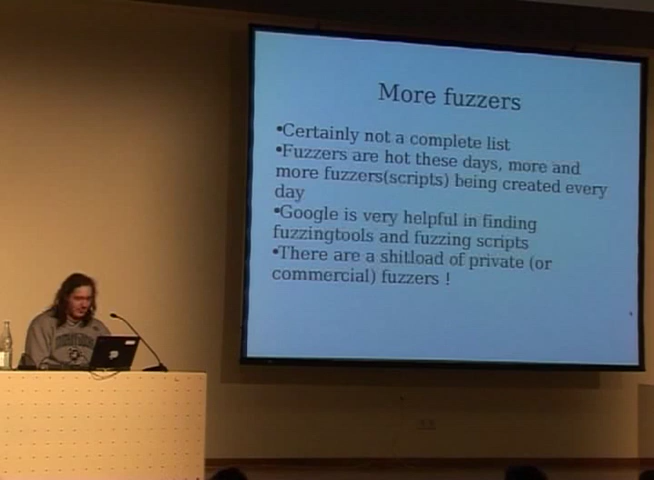 More fuzzers
•Certainly not a complete list
•Fuzzers are hot these days, more and
more fuzzers(scripts) being created every
day
•Google is very helpful in finding
fuzzingtools and fuzzing scripts
•There are a shitload of private (or
commercial) fuzzers !